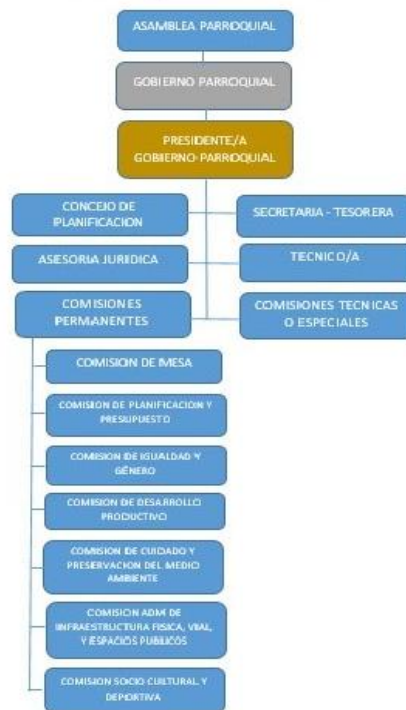 ASAMBLEA PARROQUIAL
GOBIERNO PARROQUIAL
PRESIDENTE/A
GOBIERNO-PARROQUIAL
CONCEJO DE
PLANIFICACION
SECRETARIA - TESORERA
ASESORIA JURIDICA
TECNICO/A
COMISIONES
PERMANENTES
COMISIONES TECNICAS
O ESPECIALES
COMISION DE MESA
COMISION DE PLANIFICACION Y
PRESUPUESTO
COMISION DE IGUALDAD Y
GÉNERO
COMISION DE DESARROLLO
PRODUCTIVO
COMISION DE CUIDADO Y
PRESERVACION DEL MEDIO
AMBIENTE
COMISION ADM DE
INFRAESTRUCTURA FISICA, VIAL,
Y ESPACIOS PUBLICOS
COMISION SOCIO CULTURAL Y
DEPORTIVA